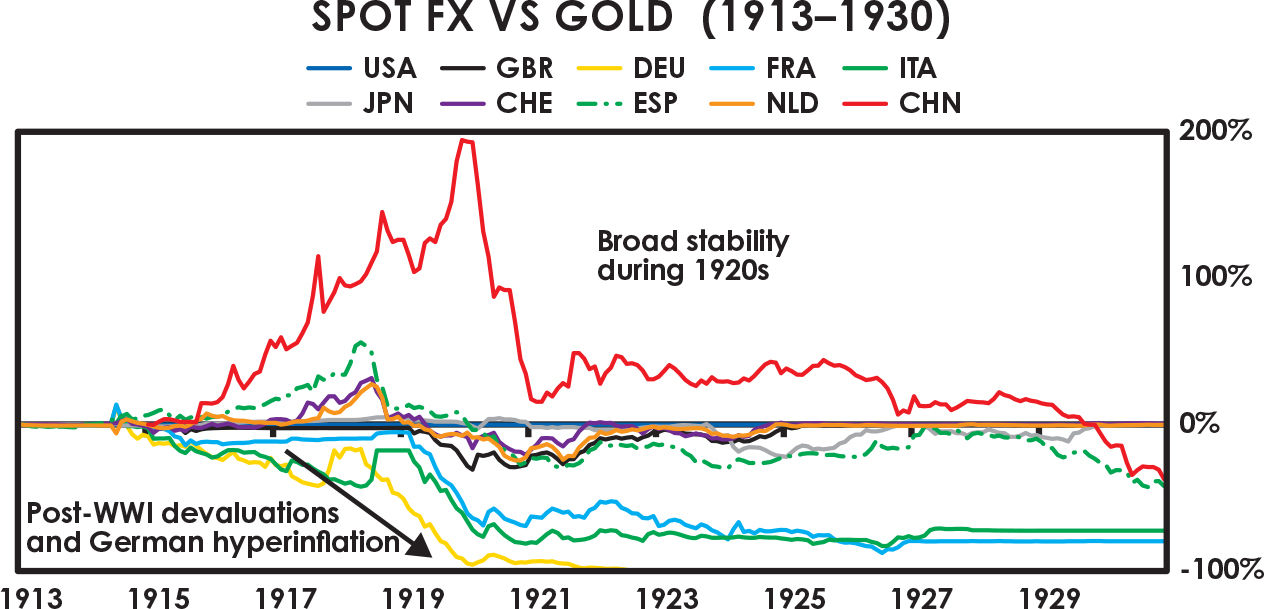 SPOT FX VS GOLD (1913–1930)
USA GBR DEU FRA ITA
JPN CHE ESP NLD CHN
200%
Broad stability
during 1920s
100%
0%
Post-WWI devaluations
and German hyperinflation
-100%
1913 1915 1917 1919 1921 1923 1925 1927 1929